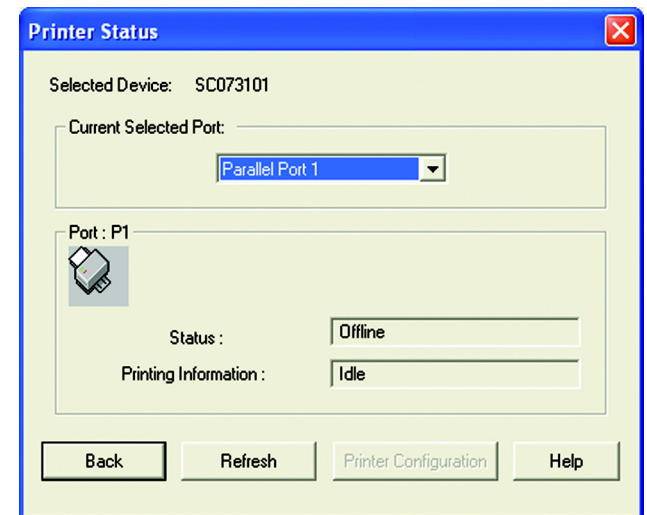 Printer Status
Selected Device: SC073101
Current Selected Port:
Parallel Port 1
Port : P1
Status : Offline
Printing Information : Idle
Back Refresh Printer Configuration Help